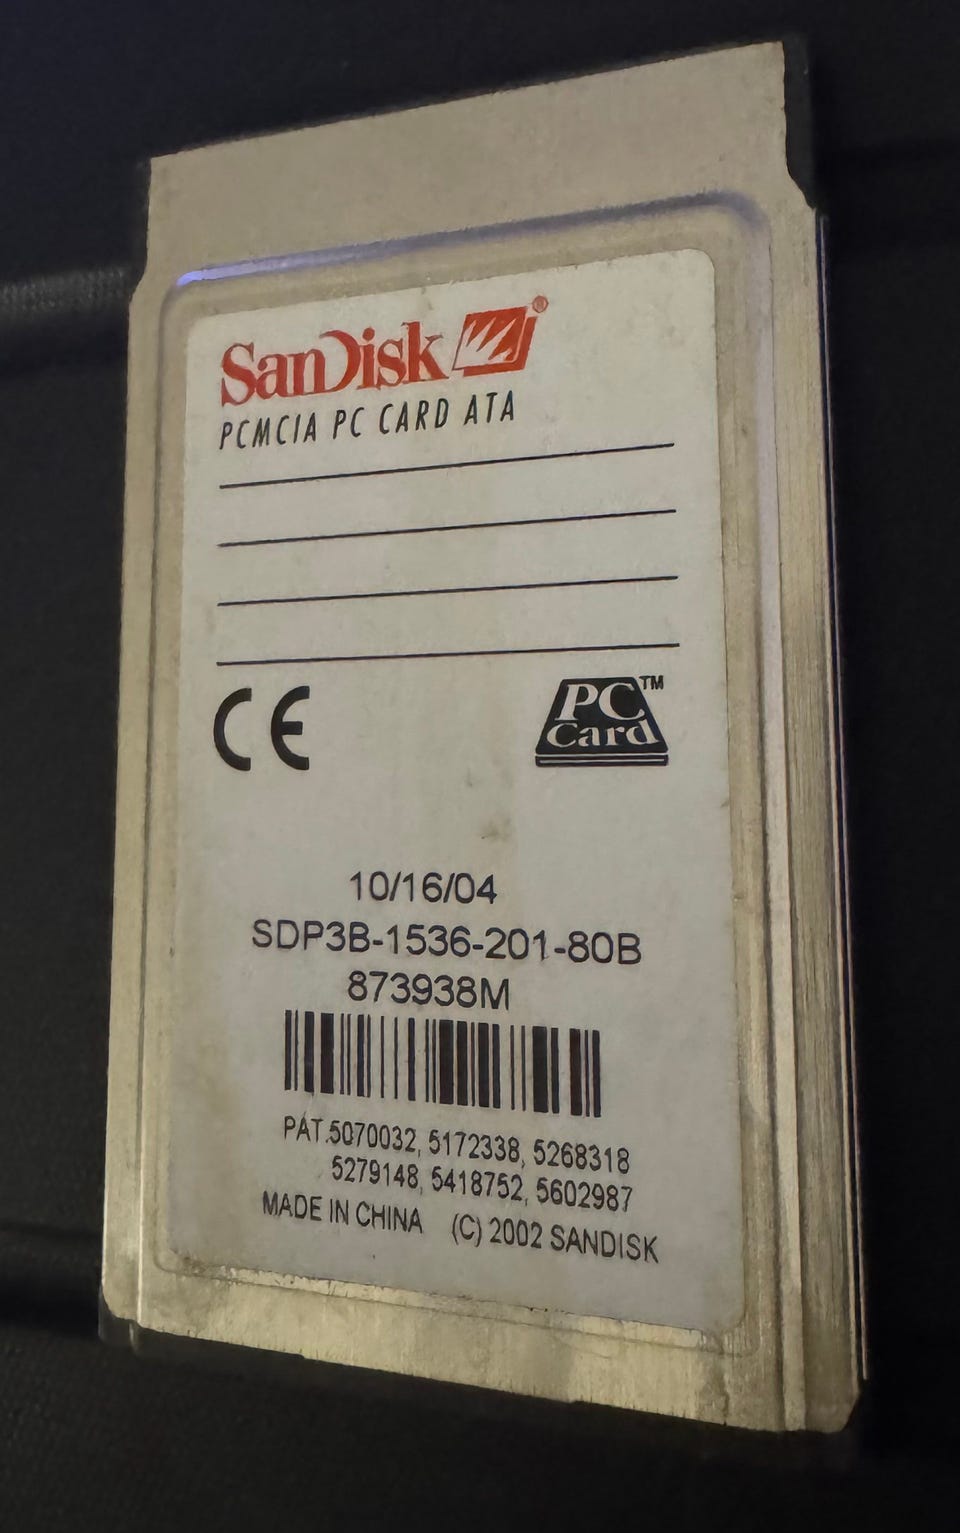 SanDisk ®
PCMCIA PC CARD ATA
CE
PC TM
Card
10/16/04
SDP3B-1536-201-80B
873938M
PAT.5070032, 5172338, 5268318
5279148, 5418752, 5602987
MADE IN CHINA (C) 2002 SANDISK